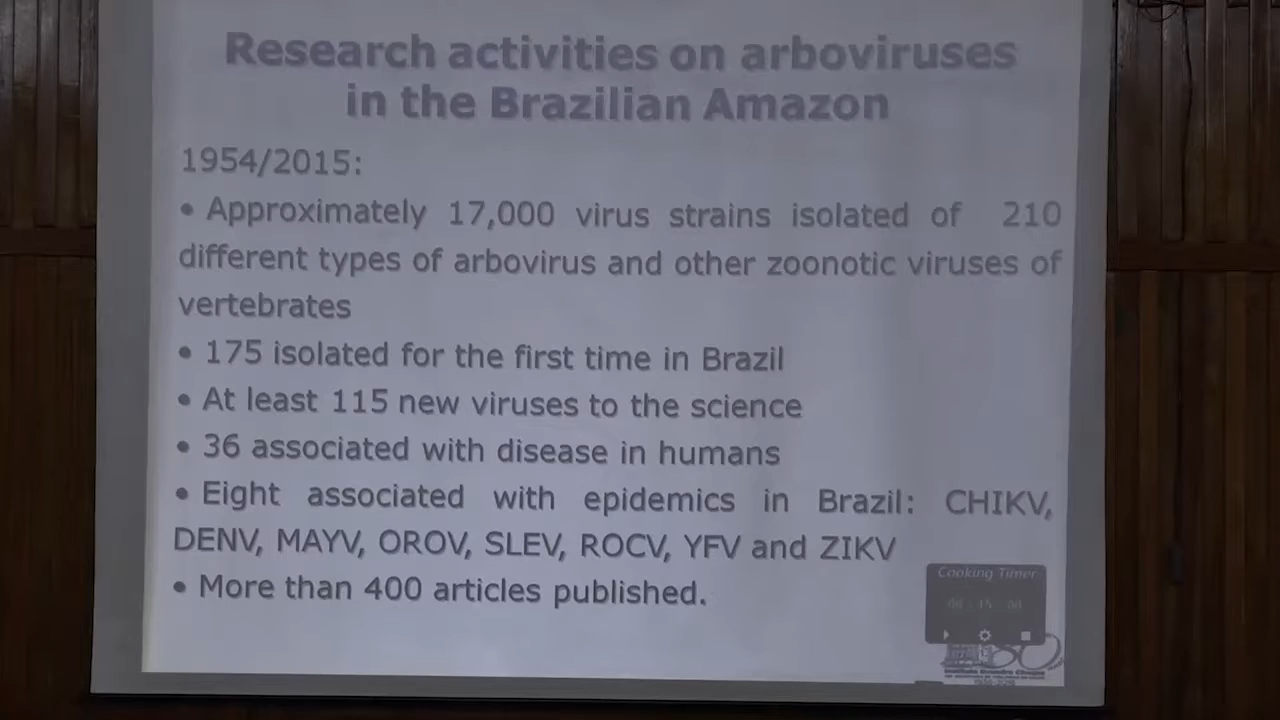 Research activities on arboviruses
in the Brazilian Amazon
1954/2015:
• Approximately 17,000 virus strains isolated of 210
different types of arbovirus and other zoonotic viruses of
vertebrates
• 175 isolated for the first time in Brazil
• At least 115 new viruses to the science
• 36 associated with disease in humans
• Eight associated with epidemics in Brazil: CHIKV,
DENV, MAYV, OROV, SLEV, ROCV, YFV and ZIKV
• More than 400 articles published.
Cooking Timer
Instituto Evandro Chagas